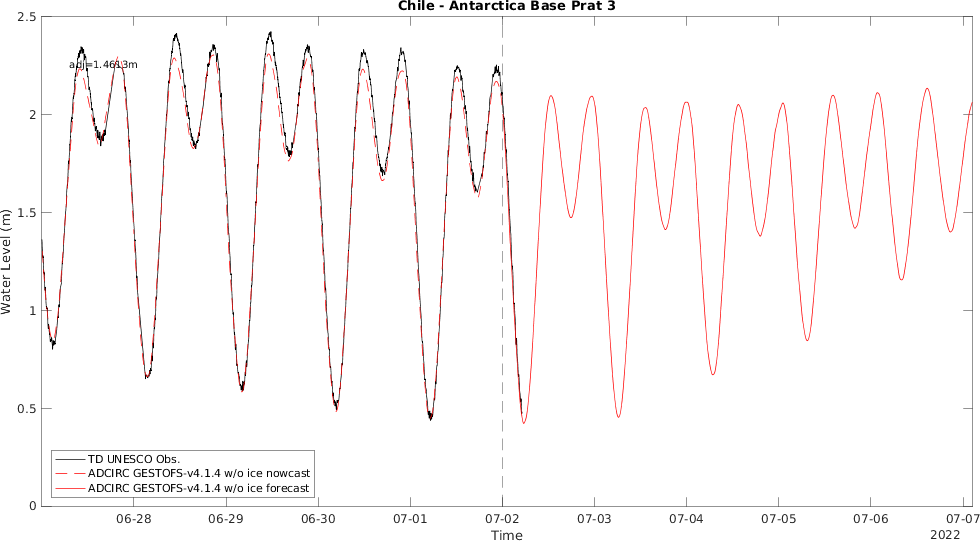 Chile - Antarctica Base Prat 3
2.5
adj=1.4613m
2
1.5
Water Level (m)
1
0.5
TD UNESCO Obs.
ADCIRC GESTOFS-v4.1.4 w/o ice nowcast
ADCIRC GESTOFS-v4.1.4 w/o ice forecast
0
06-28 06-29 06-30 07-01 07-02 07-03 07-04 07-05 07-06 07-07
Time
2022